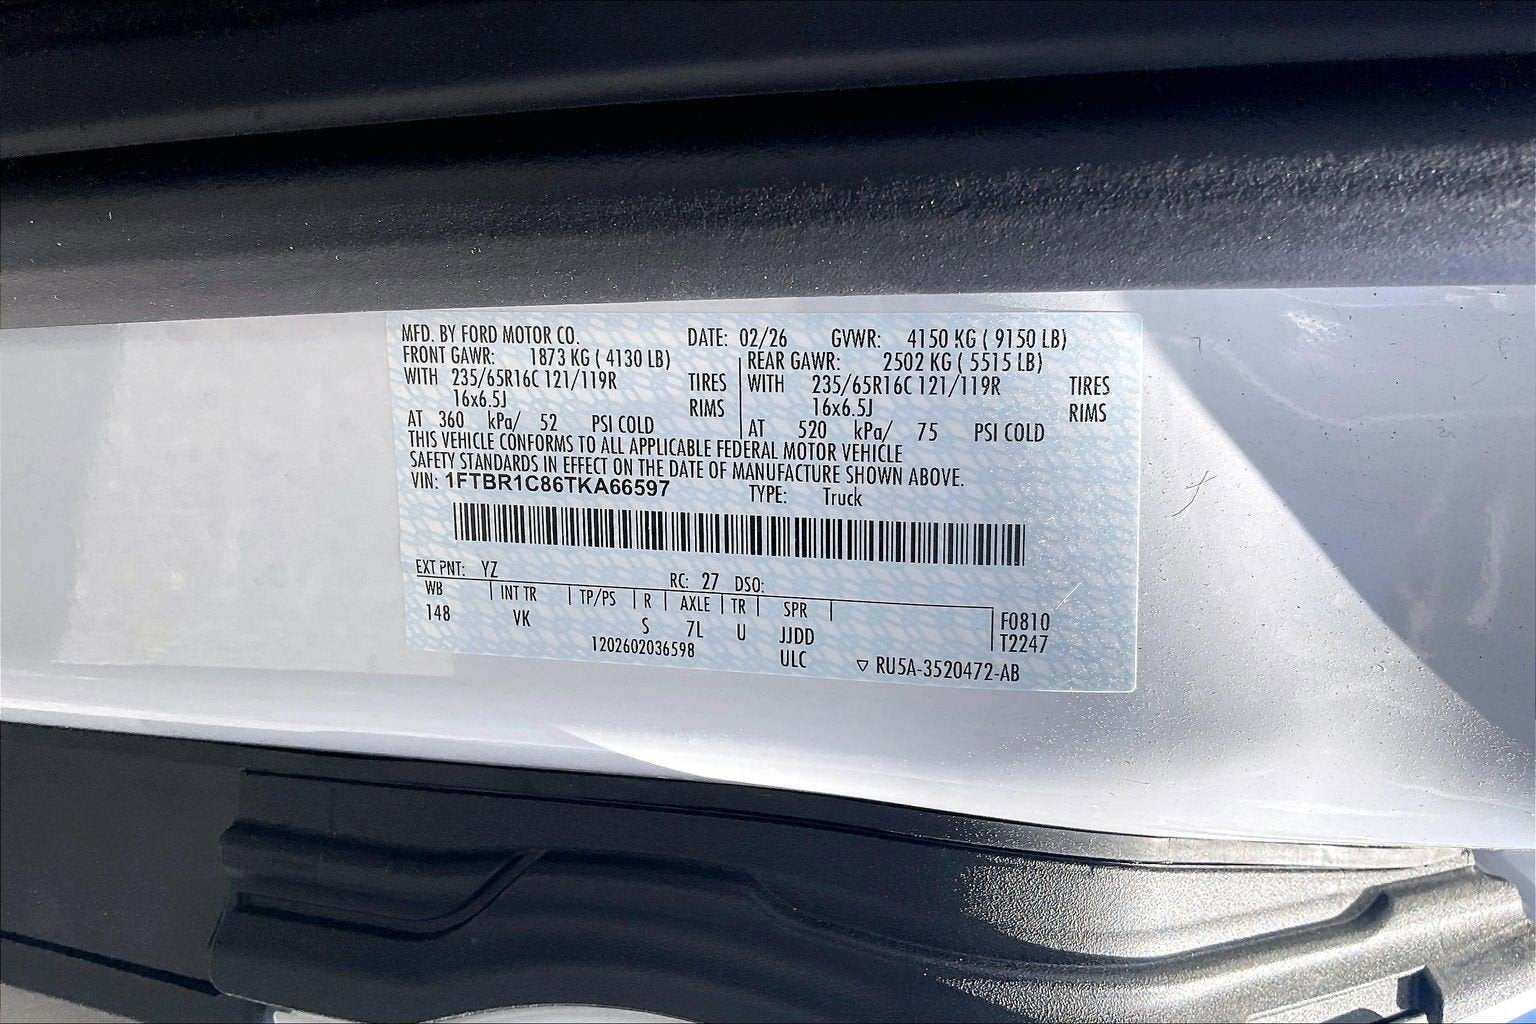 MFD. BY FORD MOTOR CO. DATE: 02/26 GVWR: 4150 KG ( 9150 LB)
FRONT GAWR: 1873 KG ( 4130 LB) REAR GAWR: 2502 KG ( 5515 LB)
WITH 235/65R16C 121/119R TIRES WITH 235/65R16C 121/119R TIRES
16x6.5J RIMS 16x6.5J RIMS
AT 360 kPa/ 52 PSI COLD AT 520 kPa/ 75 PSI COLD
THIS VEHICLE CONFORMS TO ALL APPLICABLE FEDERAL MOTOR VEHICLE
SAFETY STANDARDS IN EFFECT ON THE DATE OF MANUFACTURE SHOWN ABOVE.
VIN: 1FTBR1C86TKA66597 TYPE: Truck
EXT PNT: YZ RC: 27 DSO:
WB INT TR TP/PS R AXLE TR SPR F0810
148 VK S 7L U JJDD T2247
1202602036598 ULC ▽ RU5A-3520472-AB